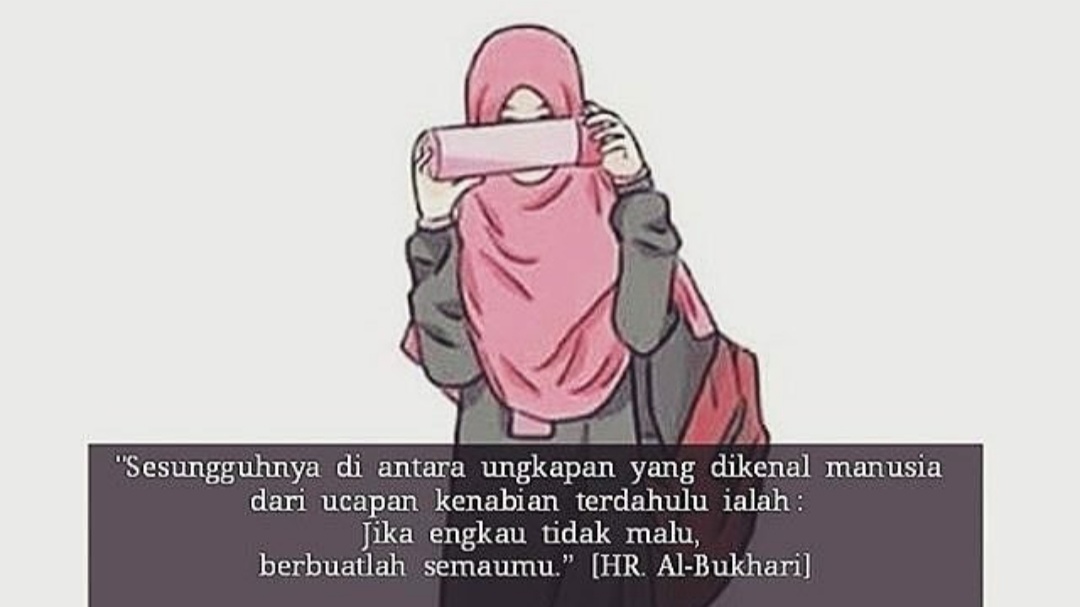 "Sesungguhnya di antara ungkapan yang dikenal manusia
dari ucapan kenabian terdahulu ialah :
Jika engkau tidak malu,
berbuatlah semaumu.” [HR. Al-Bukhari]